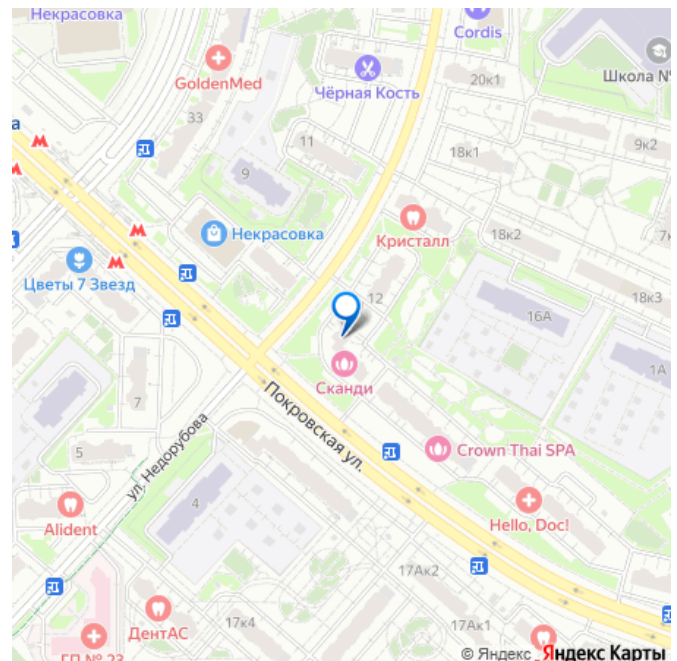 Некрасовка
Cordis
GoldenMed
Чёрная Кость
Школа №
20к1
33
а
11
18к1
9к2
9
Кристалл
Некрасовка
18к2
7к
Цветы 7 Звезд
12
18к3
16А
1А
Сканди
7
Покровская ул.
ул. Недорубова
5
Crown Thai SPA
4
Alident
Hello, Doc!
17Ак2
ДентАС
17к4
17Ак1
ГП № 23
© Яндекс Яндекс Карты